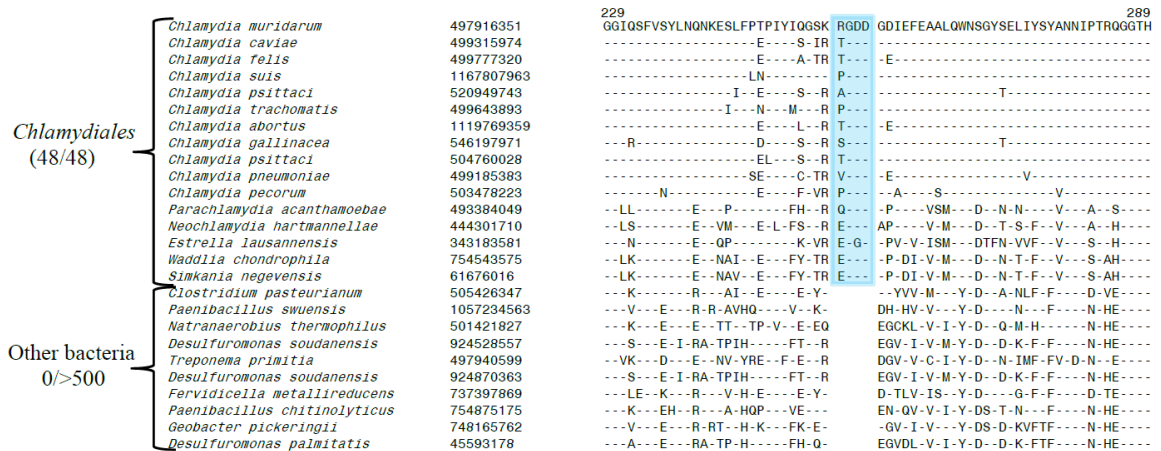 229 289
Chlamydia muridarum 497916351 GGIQSFVSYLNQNKESLFPTPIYIQGSK RGDD GDIEFEAALQWNSGYSELIYSYANNIPTRQGGTH
Chlamydia caviae 499315974 -------------------E----S-IR T--- ----------------------------------
Chlamydia felis 499777320 -------------------E----A-TR T--- -E--------------------------------
Chlamydia suis 1167807963 ------------------LN-------- P--- ----------------------------------
Chlamydia psittaci 520949743 ----------------I--E----S--R A--- ---------------T------------------
Chlamydia trachomatis 499643893 ---------------I---N---M---R P--- ----------------------------------
Chlamydia abortus 1119769359 -------------------E----L--R T--- -E--------------------------------
Chlamydia gallinacea 546197971 ---R---------------D----S--R S--- ---------------T------------------
Chlamydia psittaci 504760028 -------------------EL---S--R T--- ----------------------------------
Chlamydia pneumoniae 499185383 ------------------SE----C-TR V--- -E----------------V---------------
Chlamydia pecorum 503478223 -------N-----------E----F-VR P--- --A----S--------------V-----------
Parachlamydia acanthamoebae 493384049 --LL-------E---P-------FH--R Q--- -P----VSM---D--N-N----V---A--S----
Neochlamydia hartmannellae 444301710 --LS-------E--VM---E-LF-S--R E--- AP----V-M---D--T-SF---V---A--H----
Estrella lausannensis 343183581 ---N-------E--QP--------K-VR E-G- -PV-V-ISM---DTFN-VVF--V---S-------
Waddlia chondrophila 754543575 --LK-------E--NAI--E---FY-TR E--- -P-DI-V-M---D--N-T-F--V---S-AH----
Simkania negevensis 61676016 --LK-------E--NAV--E---FY-TR E--- -P-DI-V-M---D--N-T-F--V---S-AH----
Clostridium pasteurianum 505426347 ---K-------R--AI---E---EY--- --YVV--M---Y-D--A-NLF-F----D-VE---
Paenibacillus swuensis 1057234563 ---V---E---R-R-AVHQ----V--K- DH-HV-V----Y-D---K---F----N-HE---
Natranaerobius thermophilus 501421827 ---K---E---E--TT--TP-V--E-EQ EGCKL-V-I-Y-D--Q-M-H------N-HE---
Desulfuromonas soudanensis 924528557 ---S---E-I-RA-TPIH----FT--R EGV-I-V-M-Y-D--D-K-F-F----N-HE---
Treponema primitia 497940599 --VK---D---E--NV-YRE--F-E--R DGV-V-C-I-Y-D--N-IMF-FV-D-N--E---
Desulfuromonas soudanensis 924870363 ---S---E-I-RA-TPIH----FT--R EGV-I-V-M-Y-D--D-K-F-F----N-HE---
Fervidicella metallireducens 737397869 ---LE--K---R---V-H-E---EY--- D-TLV-IS--Y-D---G-F-F----D-TE---
Paenibacillus chitinolyticus 754875175 ---K---EH--R--A-HQP---VE---- EN-QV-V-I-Y-DS-T---F----N-HE---
Geobacter pickeringii 748165762 ---V---E---R-RT--H-K---FK-E- -GV-I-V---Y-DS-D-KVFTF---N-HE---
Desulfuromonas palmitatis 45593178 ---A---E---RA-TP-H----FH-Q- EGVDL-V-I-Y-D--D-KFTF---N-HE---
Chlamydiales
(48/48)
Other bacteria
0/>500